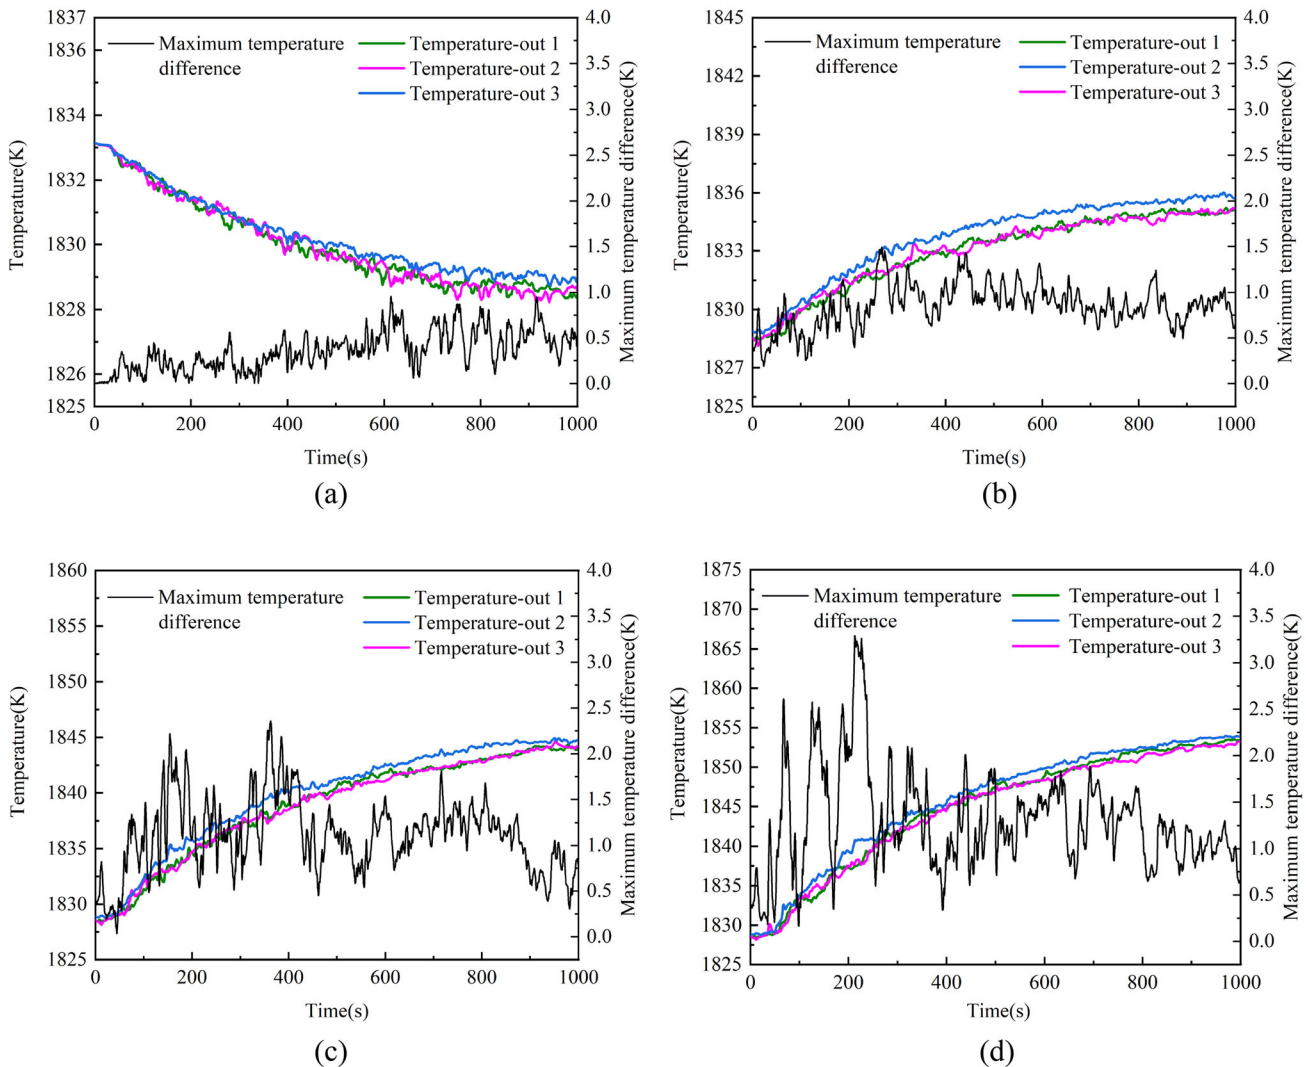 1837
1836
1834
1832
1830
1828
1826
1825
Temperature(K)
4.0
3.5
3.0
2.5
2.0
1.5
1.0
0.5
0.0
Maximum temperature difference(K)
Maximum temperature
difference
Temperature-out 1
Temperature-out 2
Temperature-out 3
0 200 400 600 800 1000
Time(s)
(a)
1845
1842
1839
1836
1833
1830
1827
1825
Temperature(K)
4.0
3.5
3.0
2.5
2.0
1.5
1.0
0.5
0.0
Maximum temperature difference(K)
Maximum temperature
difference
Temperature-out 1
Temperature-out 2
Temperature-out 3
0 200 400 600 800 1000
Time(s)
(b)
1860
1855
1850
1845
1840
1835
1830
1825
Temperature(K)
4.0
3.5
3.0
2.5
2.0
1.5
1.0
0.5
0.0
Maximum temperature difference(K)
Maximum temperature
difference
Temperature-out 1
Temperature-out 2
Temperature-out 3
0 200 400 600 800 1000
Time(s)
(c)
1875
1870
1865
1860
1855
1850
1845
1840
1835
1830
1825
Temperature(K)
4.0
3.5
3.0
2.5
2.0
1.5
1.0
0.5
0.0
Maximum temperature difference(K)
Maximum temperature
difference
Temperature-out 1
Temperature-out 2
Temperature-out 3
0 200 400 600 800 1000
Time(s)
(d)